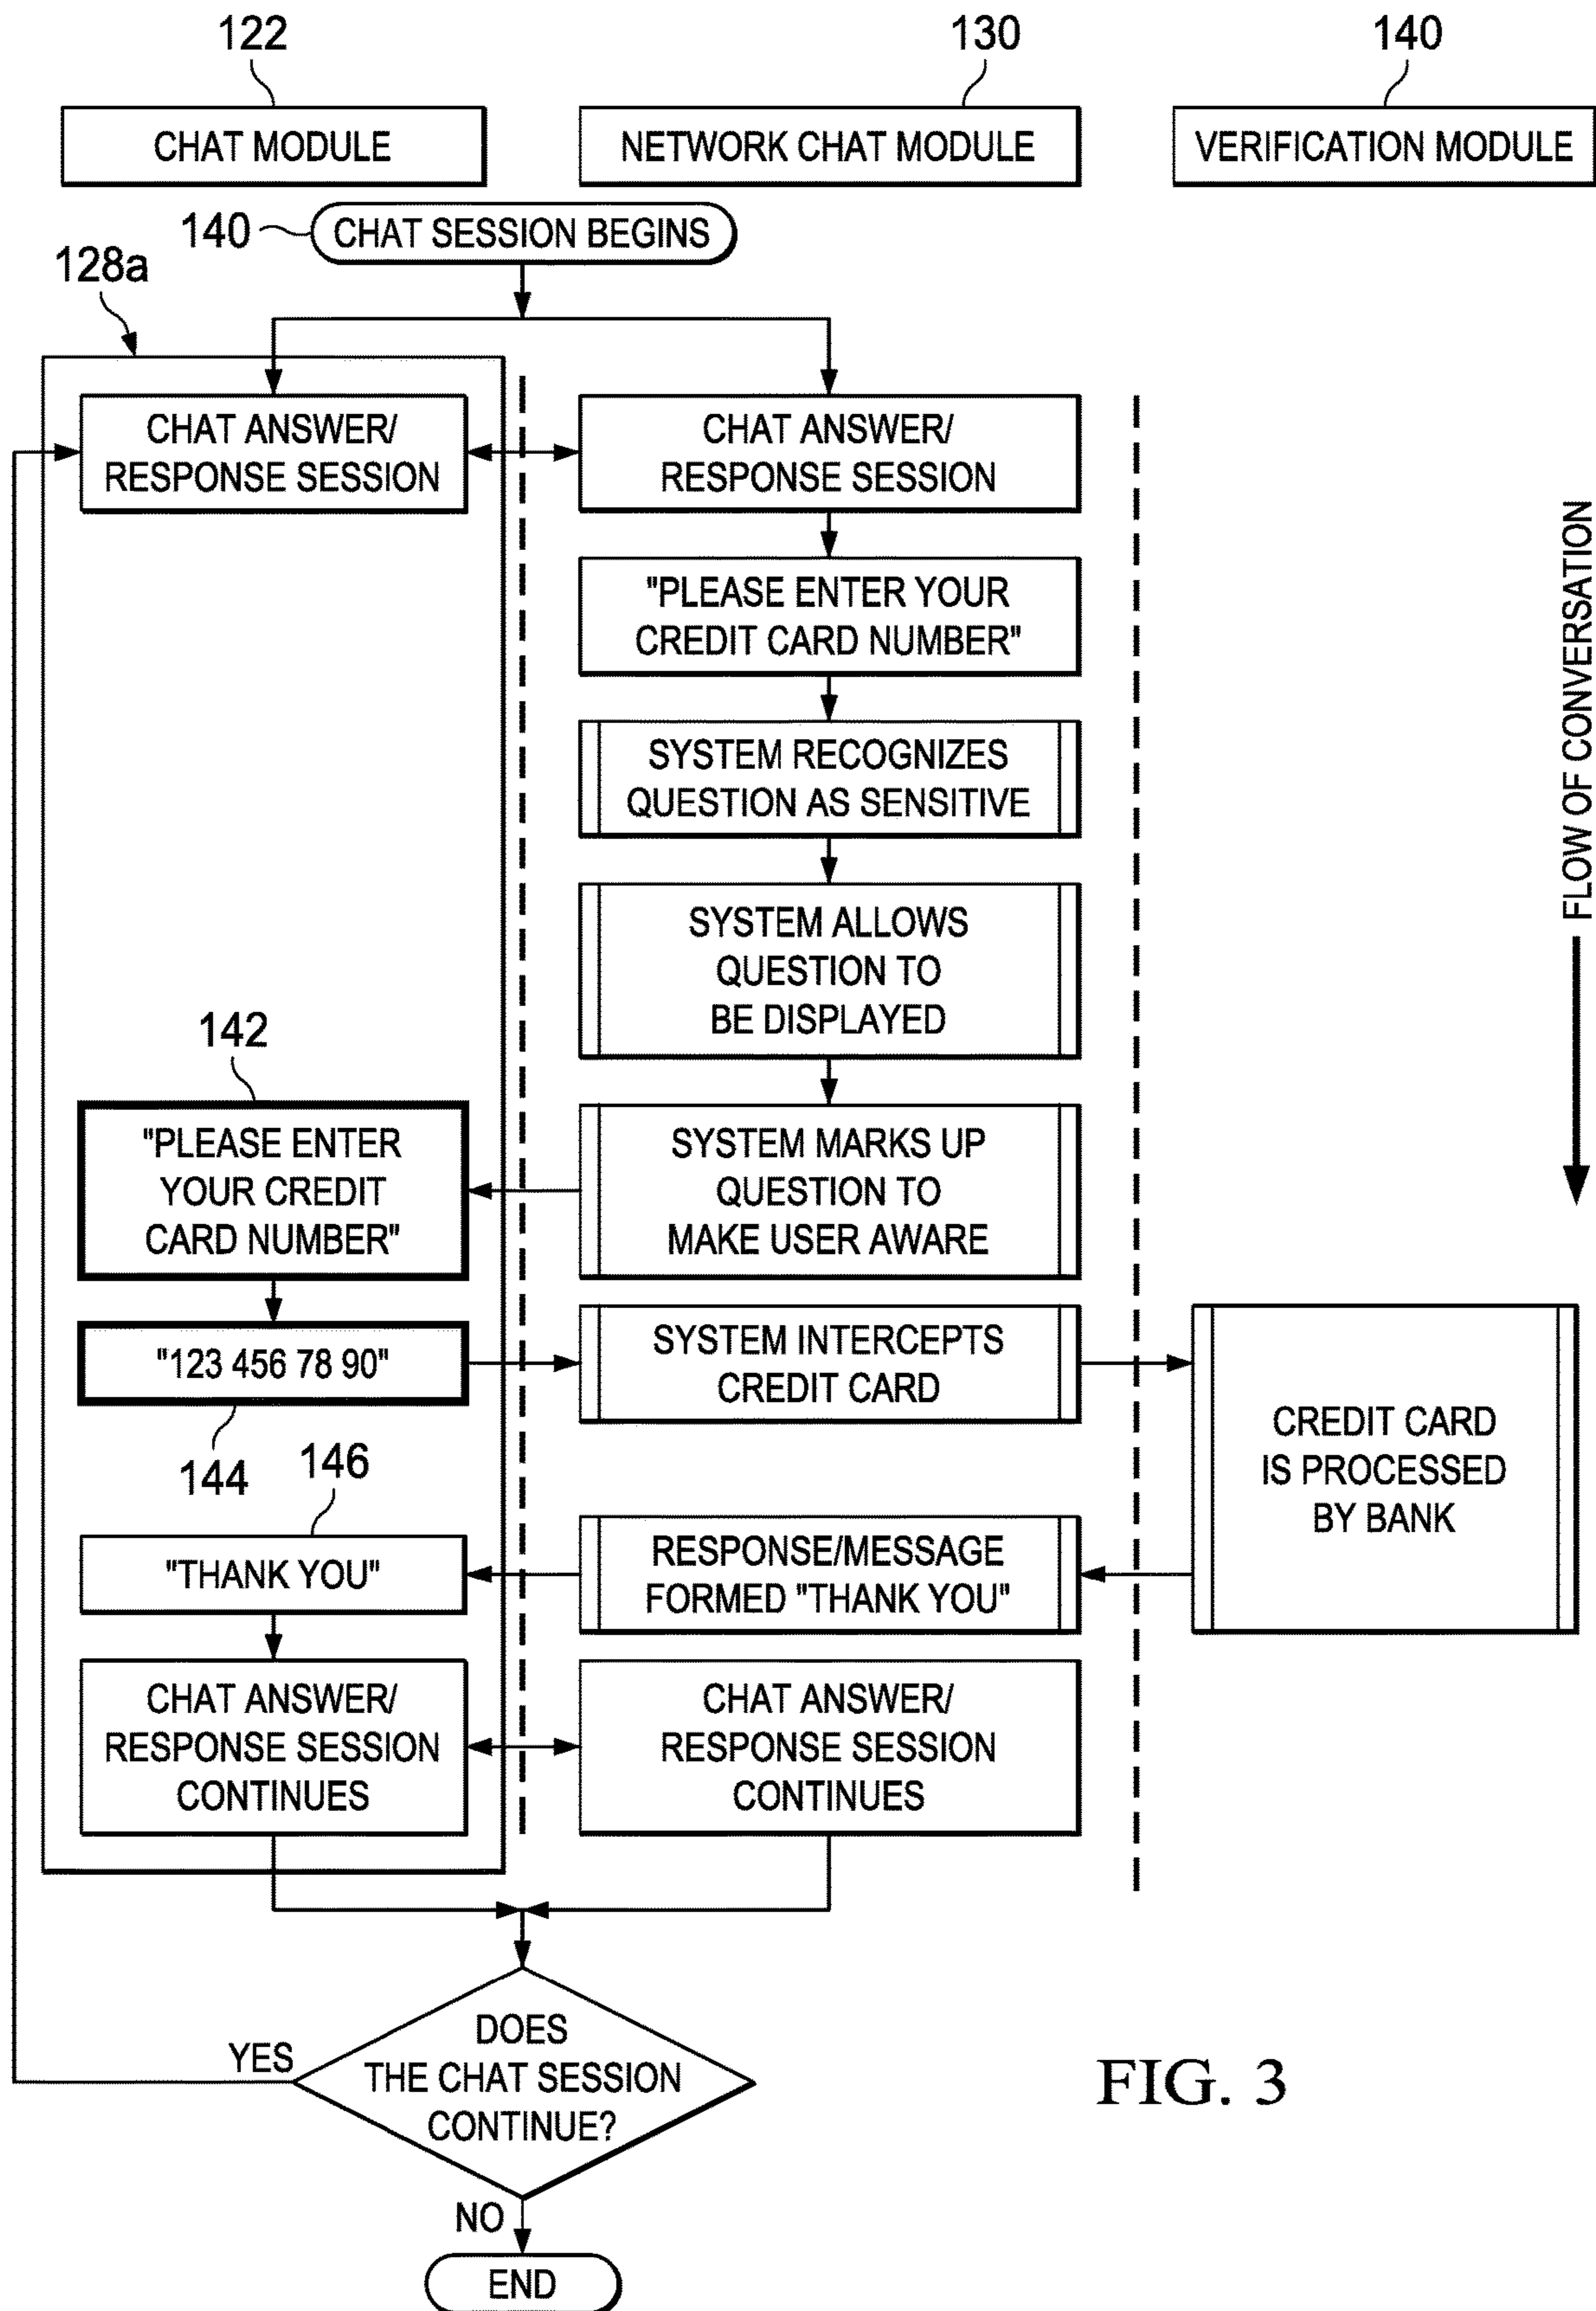 122
130
140
CHAT MODULE
NETWORK CHAT MODULE
VERIFICATION MODULE
140
CHAT SESSION BEGINS
128a
CHAT ANSWER/
RESPONSE SESSION
CHAT ANSWER/
RESPONSE SESSION
"PLEASE ENTER YOUR
CREDIT CARD NUMBER"
SYSTEM RECOGNIZES
QUESTION AS SENSITIVE
SYSTEM ALLOWS
QUESTION TO
BE DISPLAYED
FLOW OF CONVERSATION
142
"PLEASE ENTER
YOUR CREDIT
CARD NUMBER"
SYSTEM MARKS UP
QUESTION TO
MAKE USER AWARE
"123 456 78 90"
144
SYSTEM INTERCEPTS
CREDIT CARD
CREDIT CARD
IS PROCESSED
BY BANK
146
"THANK YOU"
RESPONSE/MESSAGE
FORMED "THANK YOU"
CHAT ANSWER/
RESPONSE SESSION
CONTINUES
CHAT ANSWER/
RESPONSE SESSION
CONTINUES
DOES
THE CHAT SESSION
CONTINUE?
YES
NO
END
FIG. 3